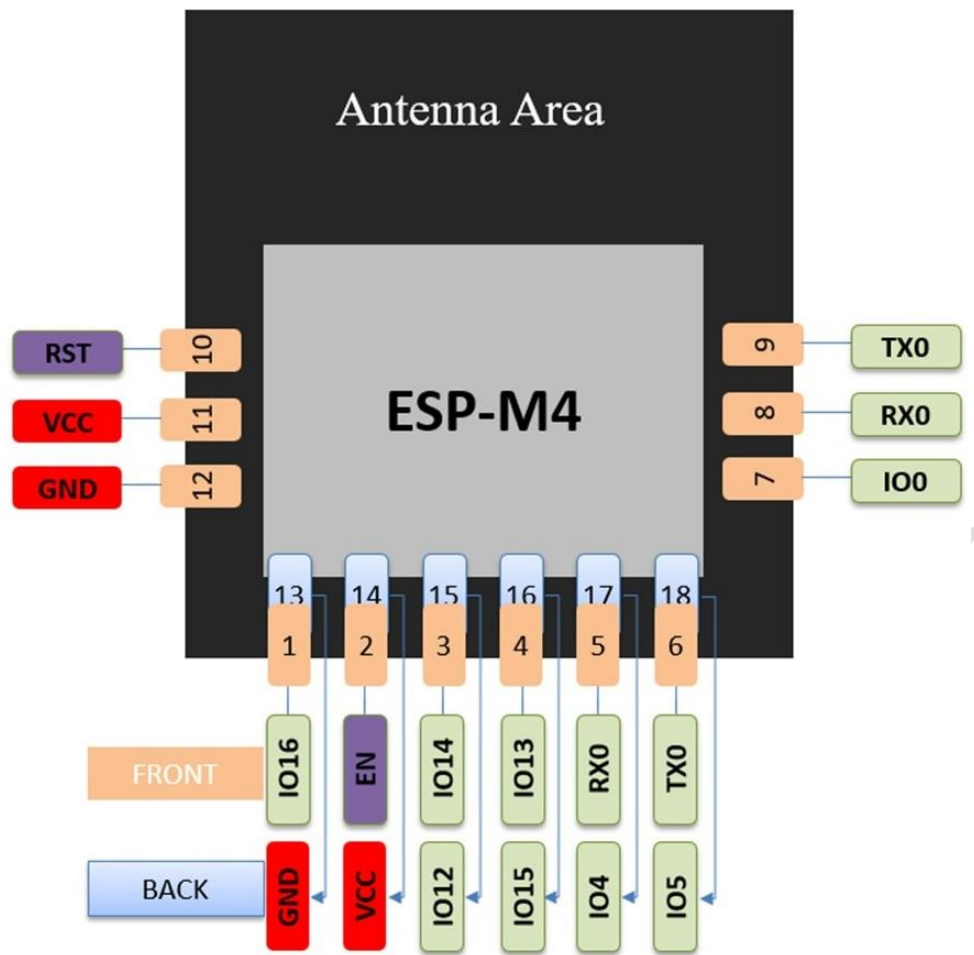 Antenna Area
ESP-M4
RST
10
VCC
11
GND
12
9
TX0
8
RX0
7
IO0
13
14
15
16
17
18
1
2
3
4
5
6
FRONT
IO16
EN
IO14
IO13
RX0
TX0
BACK
GND
VCC
IO12
IO15
IO4
IO5